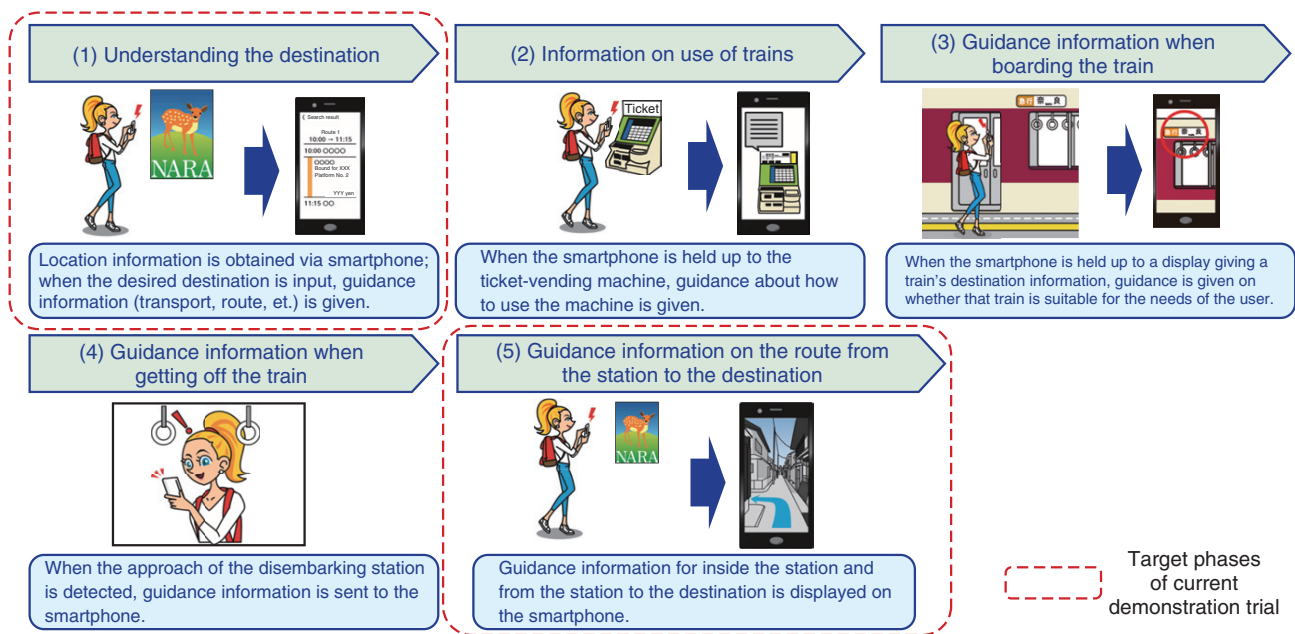 (1) Understanding the destination
NARA
Search result
Route 1
10:00 → 11:15
10:00 OOOO
OOOO
Bound for XXX
Platform No. 2
YYY yen
11:15 OO
Location information is obtained via smartphone;
when the desired destination is input, guidance
information (transport, route, et.) is given.
(2) Information on use of trains
Ticket
When the smartphone is held up to the
ticket-vending machine, guidance about how
to use the machine is given.
(3) Guidance information when
boarding the train
急行 奈 良
急行 奈 良
When the smartphone is held up to a display giving a
train’s destination information, guidance is given on
whether that train is suitable for the needs of the user.
(4) Guidance information when
getting off the train
When the approach of the disembarking station
is detected, guidance information is sent to the
smartphone.
(5) Guidance information on the route from
the station to the destination
NARA
Guidance information for inside the station and
from the station to the destination is displayed on
the smartphone.
Target phases
of current
demonstration trial